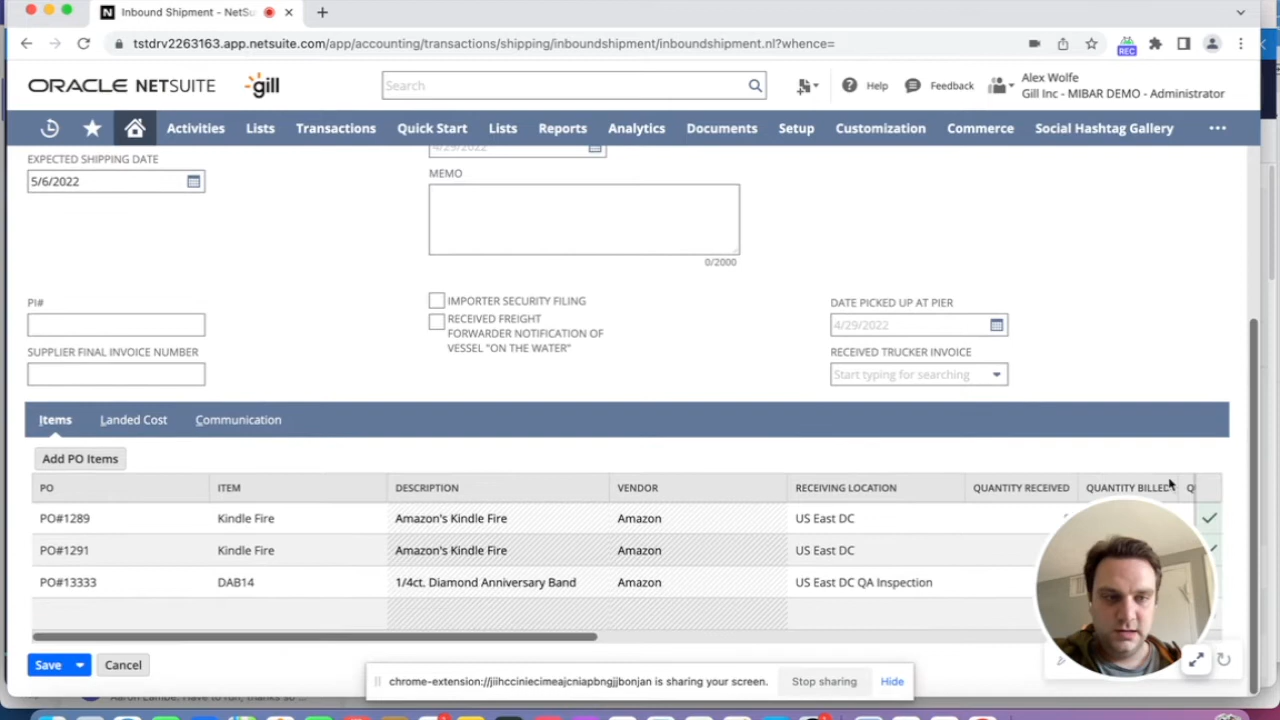 Inbound Shipment - NetSu
tstdrv2263163.app.netsuite.com/app/accounting/transactions/shipping/inboundshipment/inboundshipment.nl?whence=
REC
ORACLE NETSUITE gill
Search
Help Feedback
Alex Wolfe
Gill Inc - MIBAR DEMO - Administrator
Activities Lists Transactions Quick Start Lists Reports Analytics Documents Setup Customization Commerce Social Hashtag Gallery
EXPECTED SHIPPING DATE
4/29/2022
5/6/2022
MEMO
0/2000
PI#
IMPORTER SECURITY FILING
DATE PICKED UP AT PIER
RECEIVED FREIGHT
FORWARDER NOTIFICATION OF
VESSEL "ON THE WATER"
4/29/2022
SUPPLIER FINAL INVOICE NUMBER
RECEIVED TRUCKER INVOICE
Start typing for searching
Items Landed Cost Communication
Add PO Items
PO ITEM DESCRIPTION VENDOR RECEIVING LOCATION QUANTITY RECEIVED QUANTITY BILLED Q
PO#1289 Kindle Fire Amazon's Kindle Fire Amazon US East DC
PO#1291 Kindle Fire Amazon's Kindle Fire Amazon US East DC
PO#13333 DAB14 1/4ct. Diamond Anniversary Band Amazon US East DC QA Inspection
Save Cancel
chrome-extension://jiihcciniecimeajcniapbngjjbonjan is sharing your screen. Stop sharing Hide